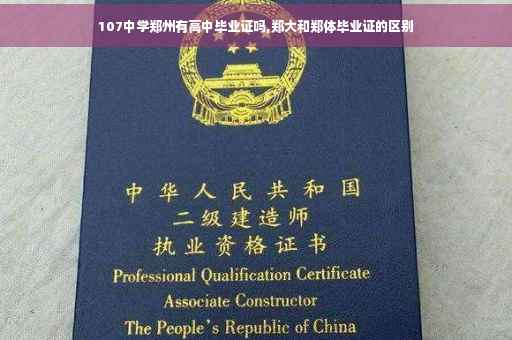 107中学郑州有高中毕业证吗,郑大和郑体毕业证的区别
中华人民共和国
二级建造师
执业资格证书
Professional Qualification Certificate
Associate Constructor
The People's Republic of China